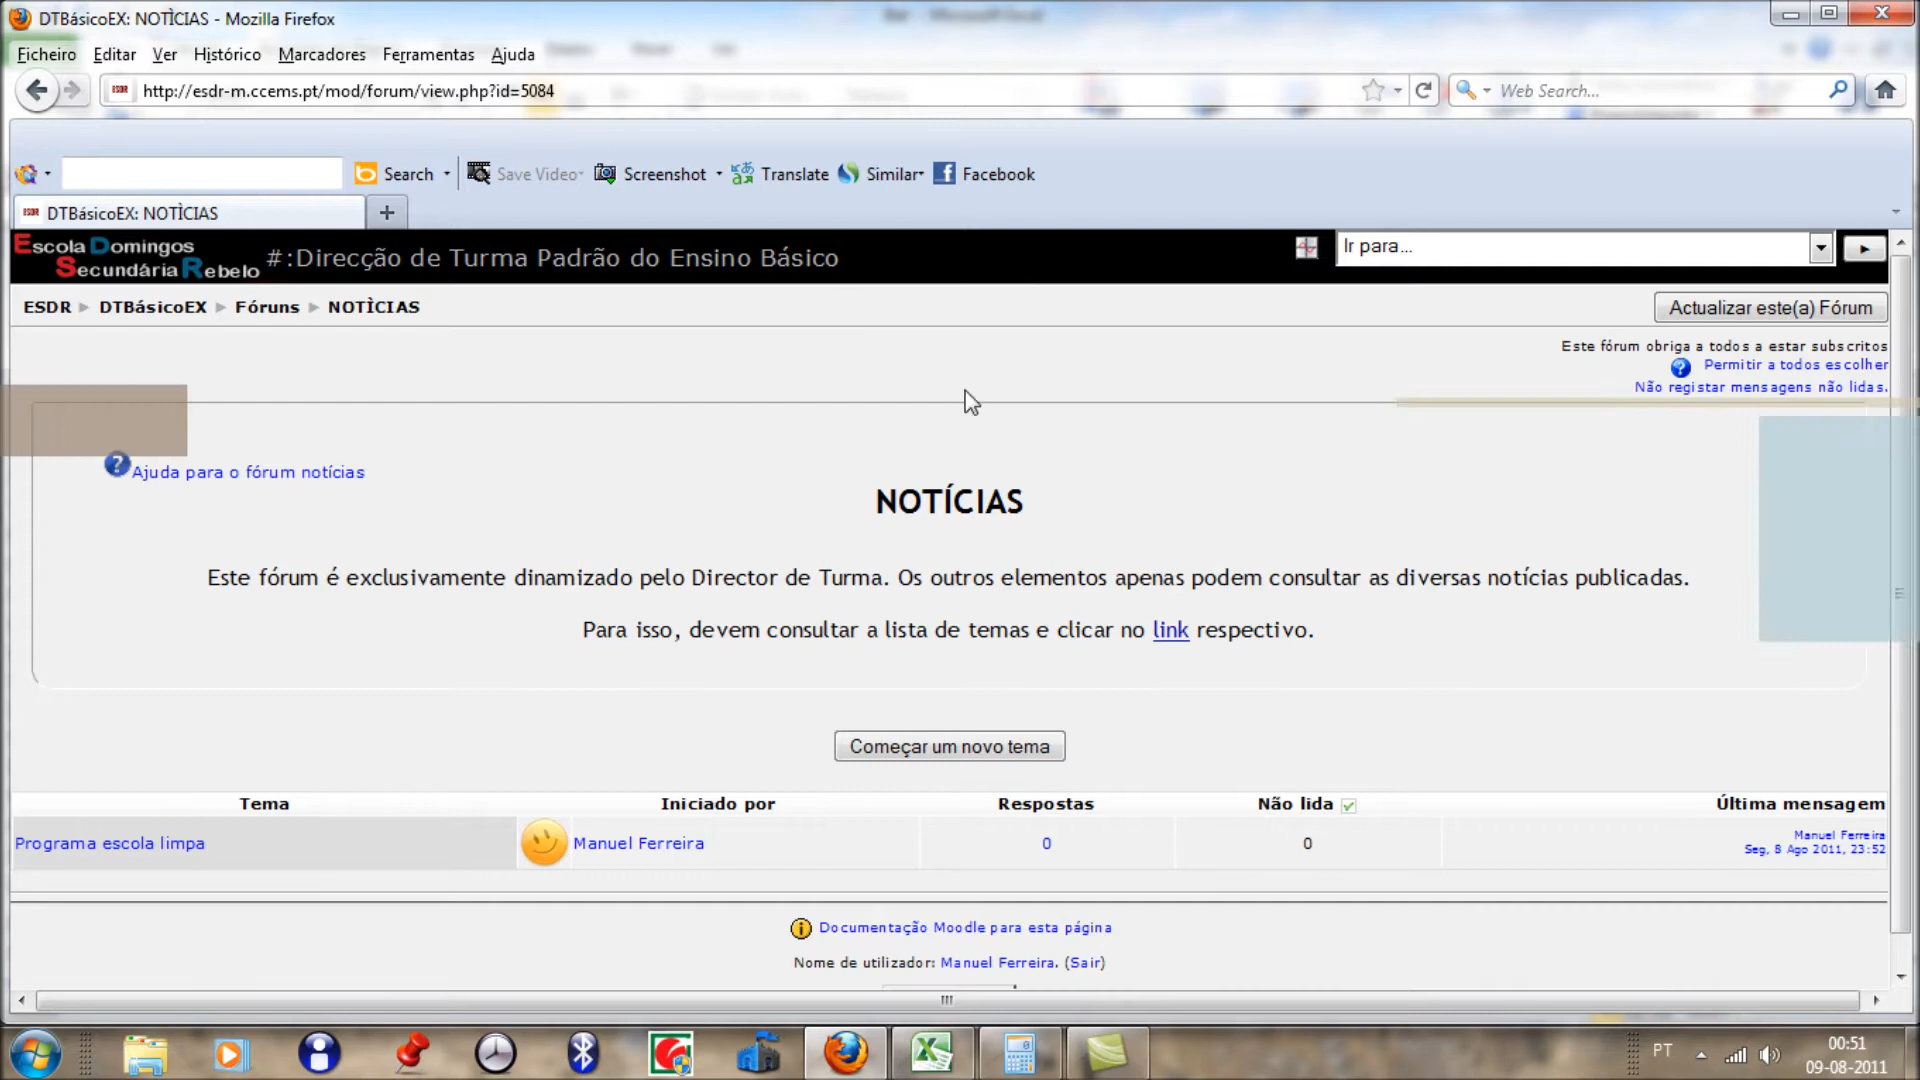 DTBásicoEX: NOTÌCIAS - Mozilla Firefox
Ficheiro Editar Ver Histórico Marcadores Ferramentas Ajuda
ESDR http://esdr-m.ccems.pt/mod/forum/view.php?id=5084 Web Search...
Search Save Video Screenshot Translate Similar Facebook
ESDR DTBásicoEX: NOTÌCIAS
Escola Domingos
Secundária Rebelo #:Direcção de Turma Padrão do Ensino Básico Ir para...
ESDR ► DTBásicoEX ► Fóruns ► NOTÌCIAS Actualizar este(a) Fórum
Este fórum obriga a todos a estar subscritos
Permitir a todos escolher
Não registar mensagens não lidas.
Ajuda para o fórum notícias
NOTÍCIAS
Este fórum é exclusivamente dinamizado pelo Director de Turma. Os outros elementos apenas podem consultar as diversas notícias publicadas.
Para isso, devem consultar a lista de temas e clicar no link respectivo.
Começar um novo tema
Tema Iniciado por Respostas Não lida Última mensagem
Programa escola limpa Manuel Ferreira 0 0 Manuel Ferreira
Seg, 8 Ago 2011, 23:52
Documentação Moodle para esta página
Nome de utilizador: Manuel Ferreira. (Sair)
PT 00:51
09-08-2011